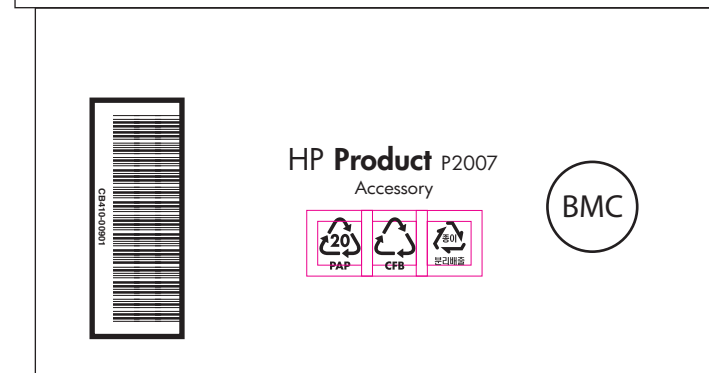 CB410-00901
HP Product P2007
Accessory
20
PAP
CFB
종이
분리배출
BMC